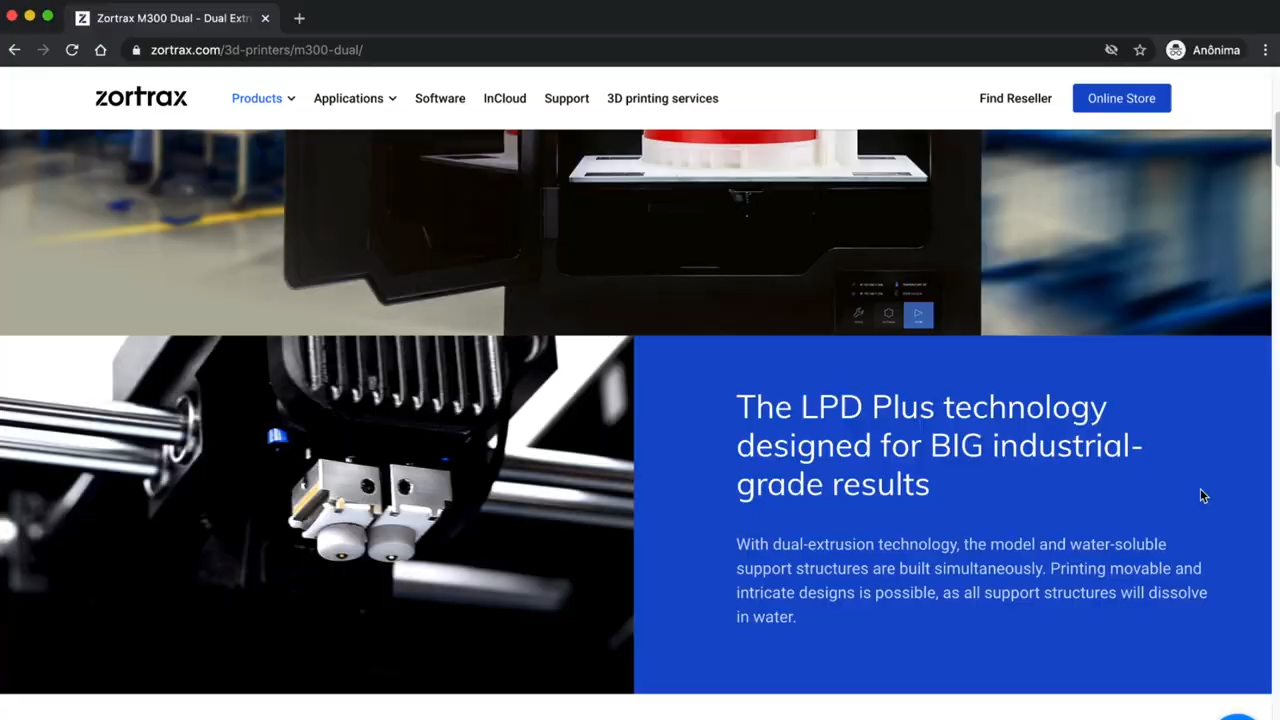 Zortrax M300 Dual - Dual Extr
zortrax.com/3d-printers/m300-dual/
Anônima
zortrax
Products
Applications
Software
InCloud
Support
3D printing services
Find Reseller
Online Store
The LPD Plus technology
designed for BIG industrial-
grade results
With dual-extrusion technology, the model and water-soluble
support structures are built simultaneously. Printing movable and
intricate designs is possible, as all support structures will dissolve
in water.